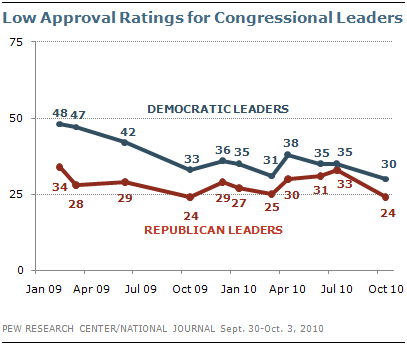 Low Approval Ratings for Congressional Leaders
75
50
25
0
DEMOCRATIC LEADERS
48 47 42 33 36 35 31 38 35 35 30
34 28 29 24 29 27 25 30 31 33 24
REPUBLICAN LEADERS
Jan 09 Apr 09 Jul 09 Oct 09 Jan 10 Apr 10 Jul 10 Oct 10
PEW RESEARCH CENTER/NATIONAL JOURNAL Sept. 30-Oct. 3, 2010